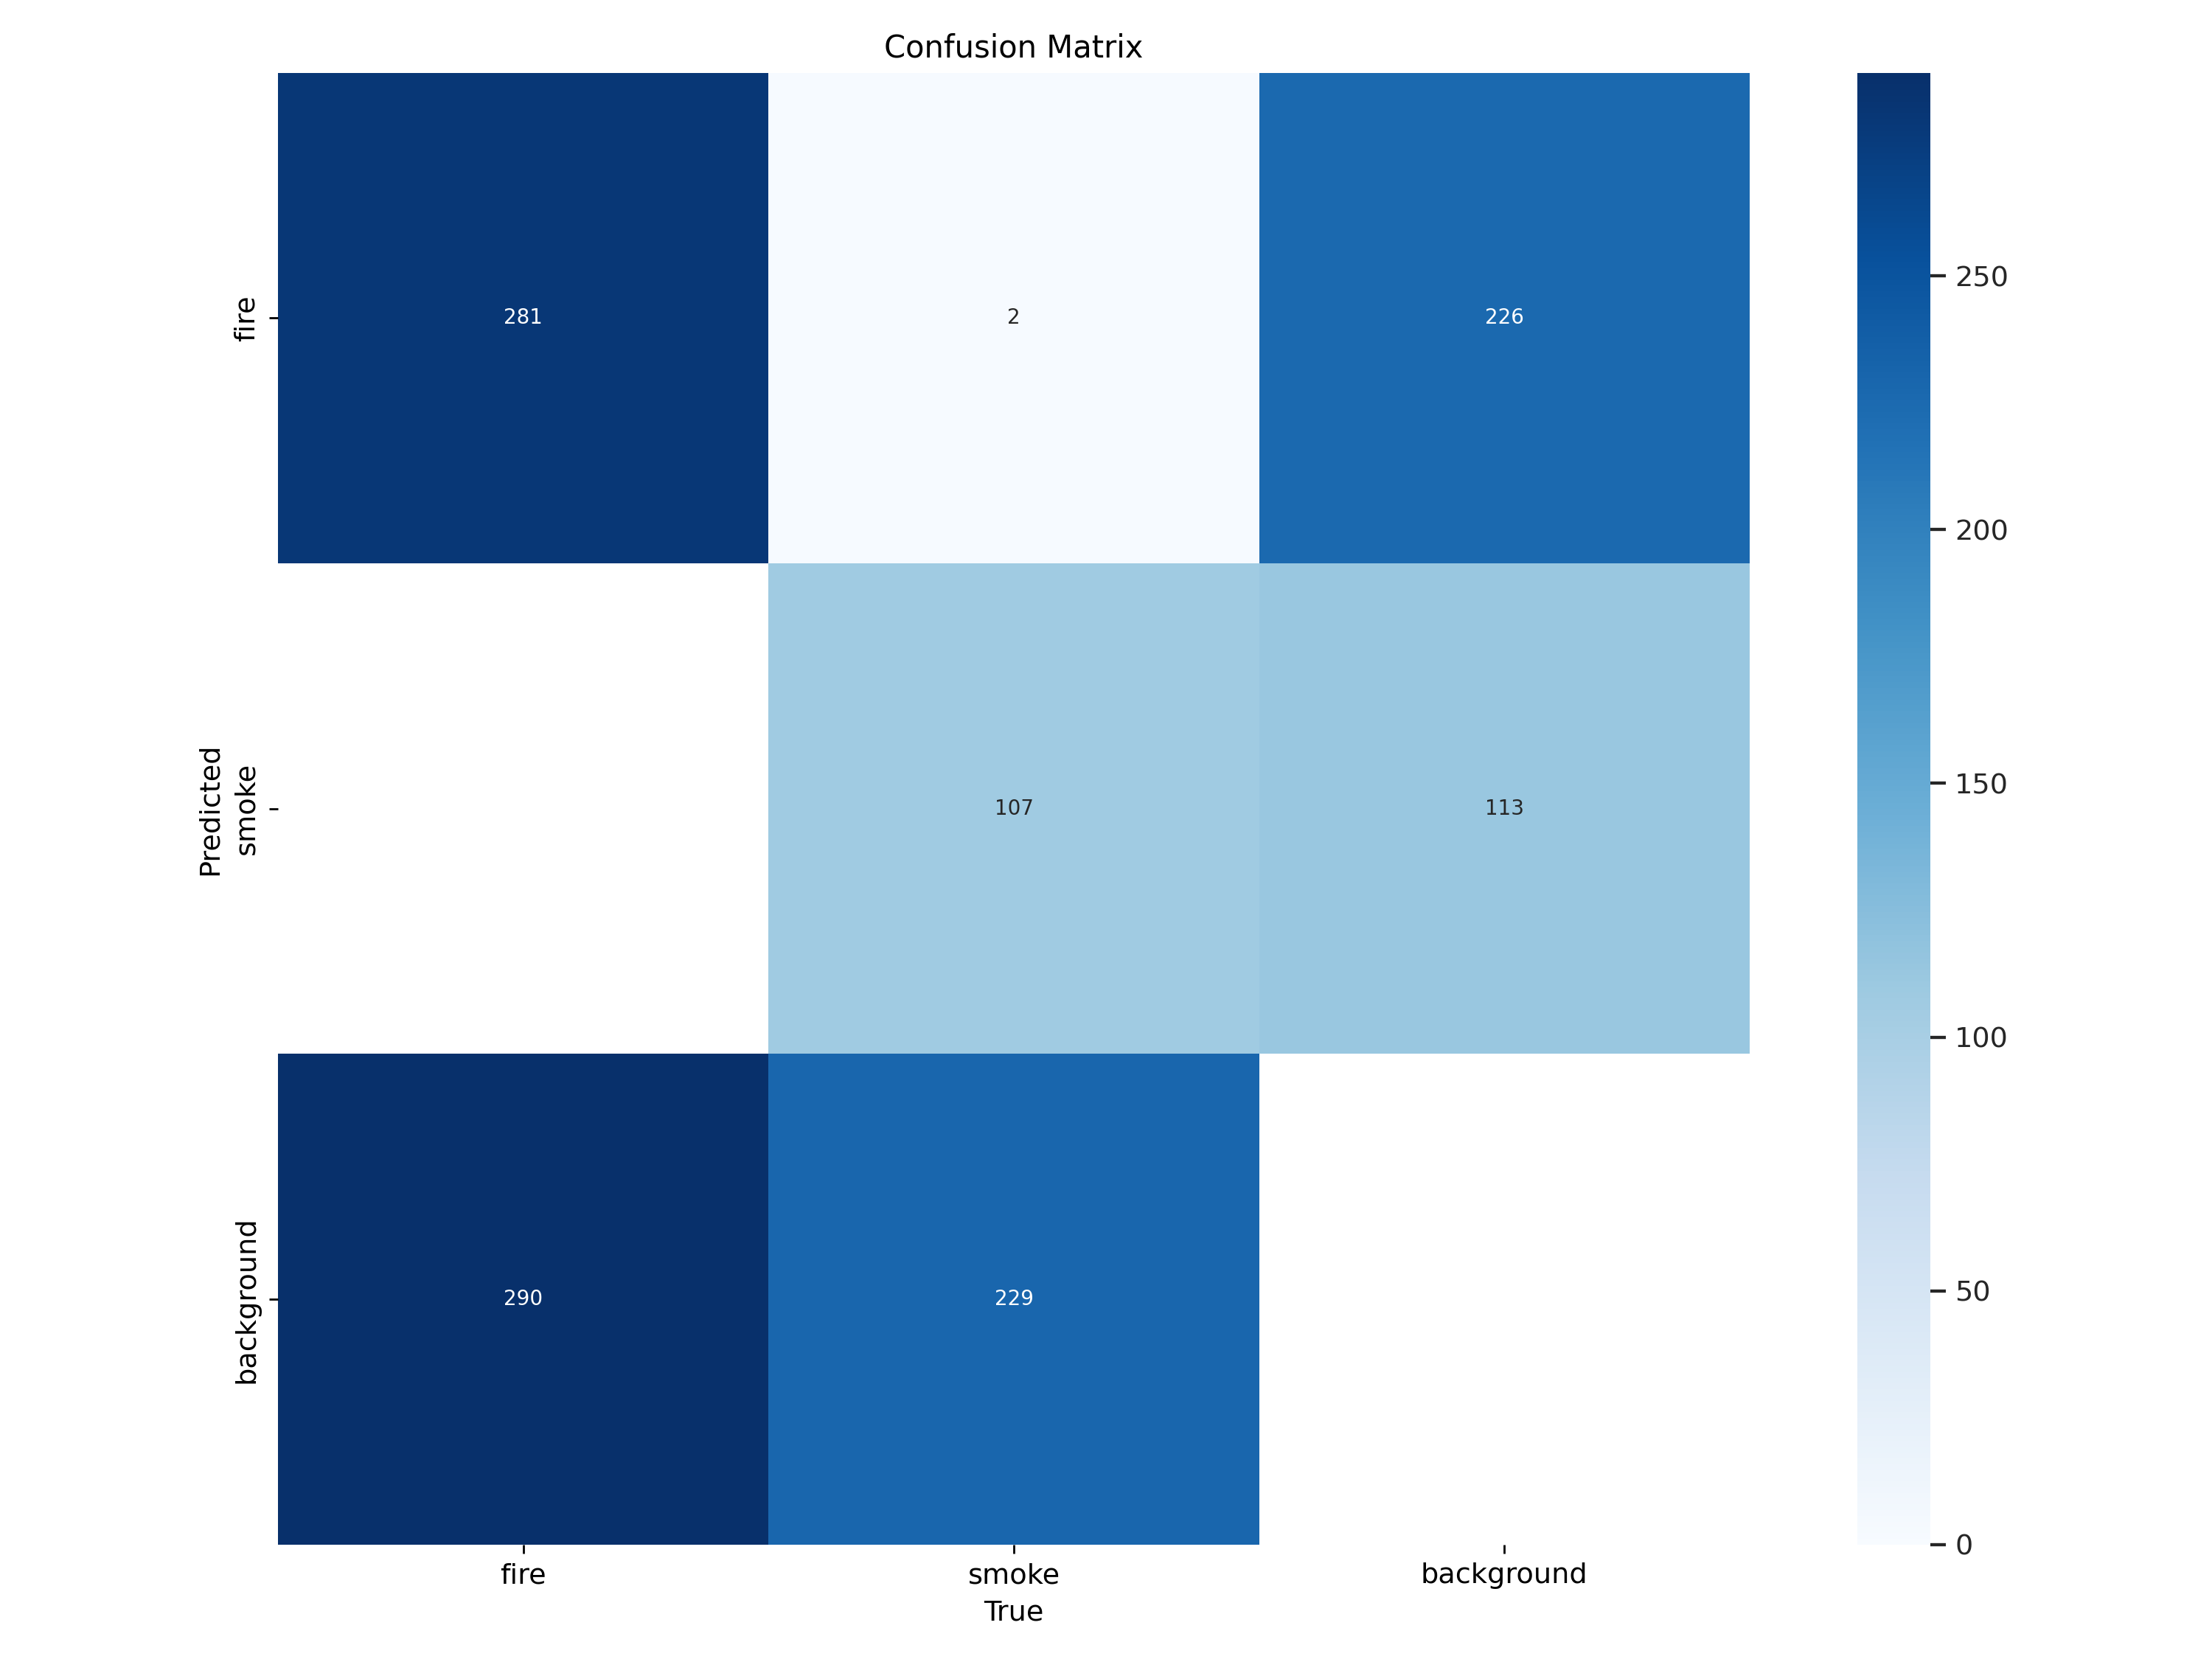 Confusion Matrix
fire
281
2
226
250
200
Predicted
smoke
107
113
150
100
background
290
229
50
0
fire
smoke
background
True